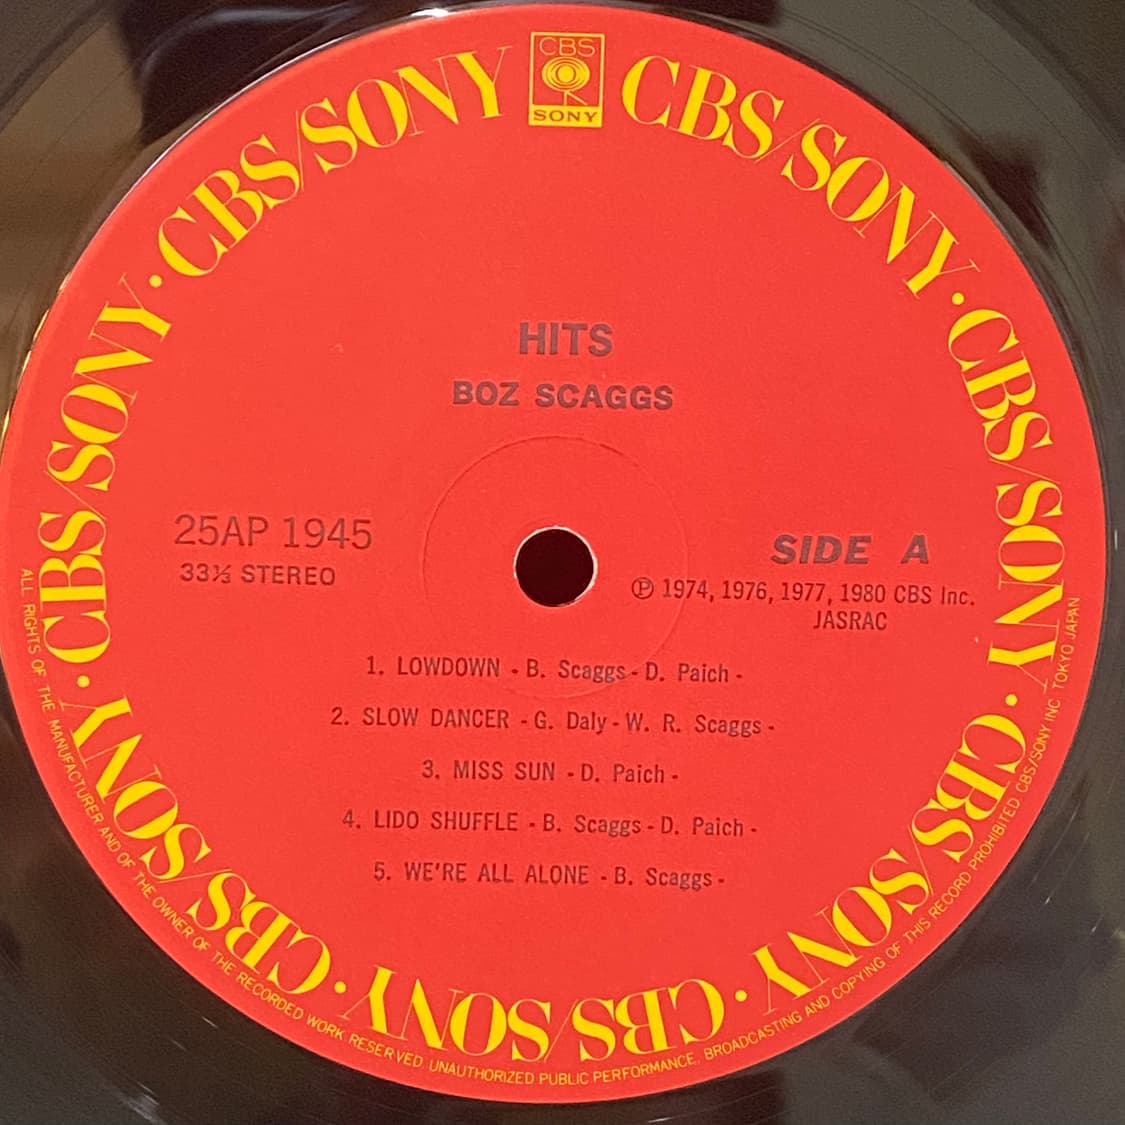 CBS
SONY
CBS/SONY · CBS/SONY · CBS/SONY · CBS/SONY · CBS/SONY · CBS/SONY · CBS/SONY
HITS
BOZ SCAGGS
25AP 1945
33⅓ STEREO
SIDE A
Ⓟ 1974, 1976, 1977, 1980 CBS Inc.
JASRAC
1. LOWDOWN - B. Scaggs - D. Paich -
2. SLOW DANCER - G. Daly - W. R. Scaggs -
3. MISS SUN - D. Paich -
4. LIDO SHUFFLE - B. Scaggs - D. Paich -
5. WE'RE ALL ALONE - B. Scaggs -
ALL RIGHTS OF THE MANUFACTURER AND OF THE OWNER OF THE RECORDED WORK RESERVED. UNAUTHORIZED PUBLIC PERFORMANCE, BROADCASTING AND COPYING OF THIS RECORD PROHIBITED CBS/SONY INC. TOKYO JAPAN